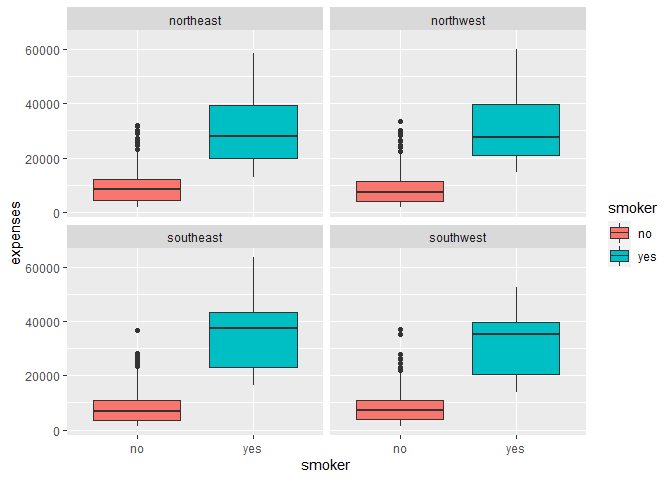 northeast
northwest
60000
40000
20000
0
southeast
southwest
60000
40000
20000
0
no
yes
no
yes
smoker
expenses
smoker
no
yes